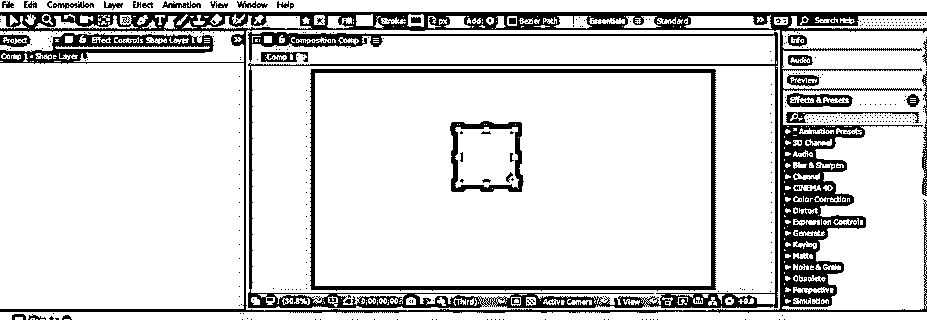 File Edit Composition Layer Effect Animation View Window Help
Fill: Stroke: px Add: Bezier Path Essentials Standard Search Help
Project Effect Controls Shape Layer 1 Composition Comp 1 Info
Comp 1 • Shape Layer 1 Comp 1
Audio
Preview
Effects & Presets
* Animation Presets
3D Channel
Audio
Blur & Sharpen
Channel
CINEMA 4D
Color Correction
Distort
Expression Controls
Generate
Keying
Matte
Noise & Grain
Obsolete
Perspective
Simulation
(50.8%) 0;00;00;00 (Third) Active Camera 1 View +0.0